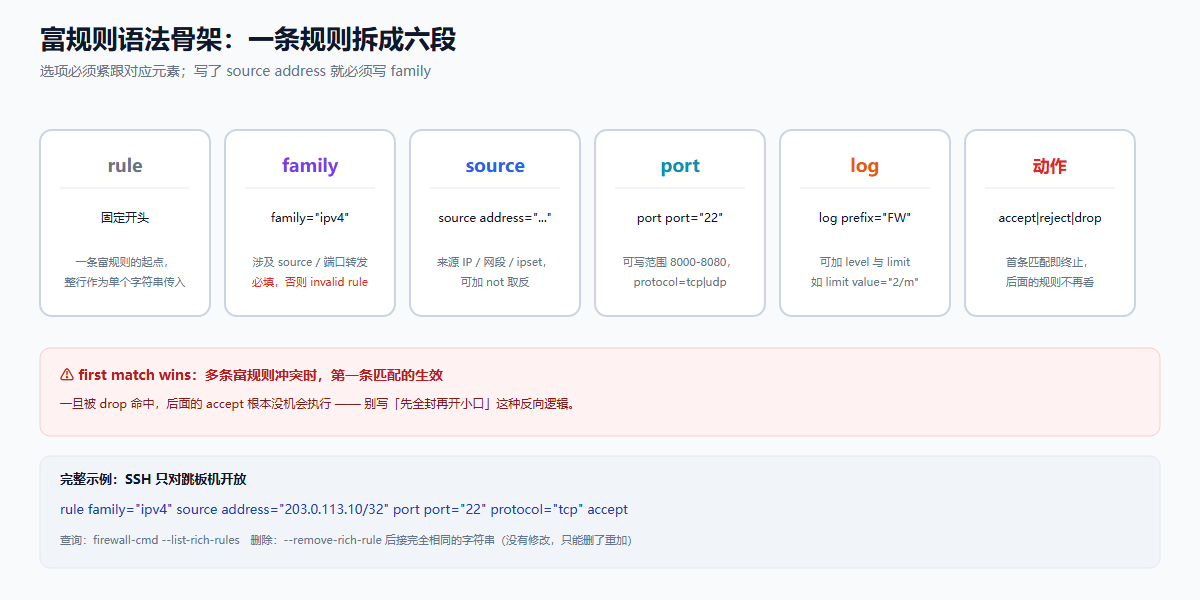 富规则语法骨架：一条规则拆成六段
选项必须紧跟对应元素；写了 source address 就必须写 family
rule
固定开头
一条富规则的起点，
整行作为单个字符串传入
family
family="ipv4"
涉及 source / 端口转发
必填，否则 invalid rule
source
source address="..."
来源 IP / 网段 / ipset，
可加 not 取反
port
port port="22"
可写范围 8000-8080，
protocol=tcp|udp
log
log prefix="FW"
可加 level 与 limit
如 limit value="2/m"
动作
accept|reject|drop
首条匹配即终止，
后面的规则不再看
⚠ first match wins：多条富规则冲突时，第一条匹配的生效
一旦被 drop 命中，后面的 accept 根本没机会执行 —— 别写「先全封再开小口」这种反向逻辑。
完整示例：SSH 只对跳板机开放
rule family="ipv4" source address="203.0.113.10/32" port port="22" protocol="tcp" accept
查询：firewall-cmd --list-rich-rules 删除：--remove-rich-rule 后接完全相同的字符串（没有修改，只能删了重加）